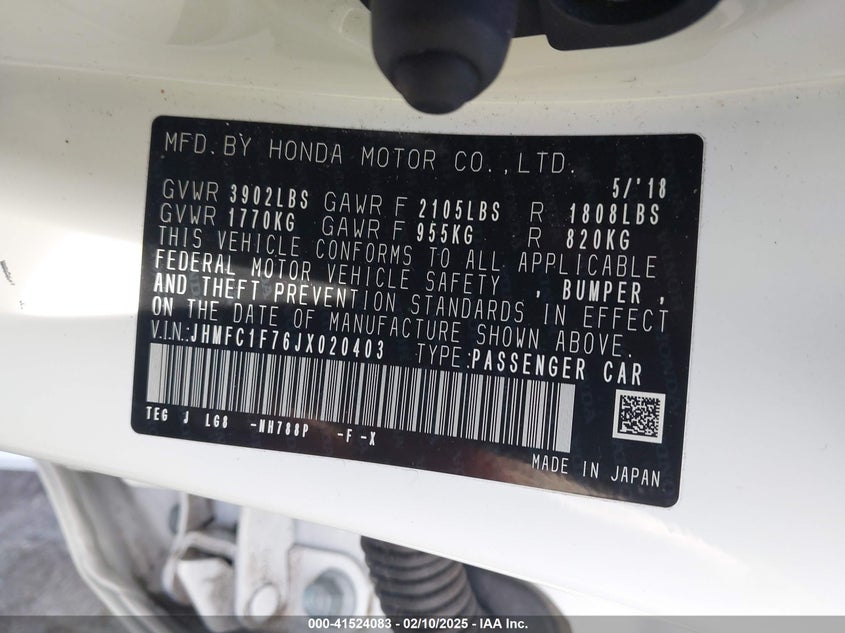 MFD. BY HONDA MOTOR CO., LTD.
5/'18
GVWR 3902LBS GAWR F 2105LBS R 1808LBS
GVWR 1770KG GAWR F 955KG R 820KG
THIS VEHICLE CONFORMS TO ALL APPLICABLE
FEDERAL MOTOR VEHICLE SAFETY , BUMPER ,
AND THEFT PREVENTION STANDARDS IN EFFECT
ON THE DATE OF MANUFACTURE SHOWN ABOVE.
V.I.N.:JHMFC1F76JX020403 TYPE:PASSENGER CAR
TEG J LG8 -NH788P -F -X
MADE IN JAPAN
000-41524083 — 02/10/2025 — © IAA Inc.